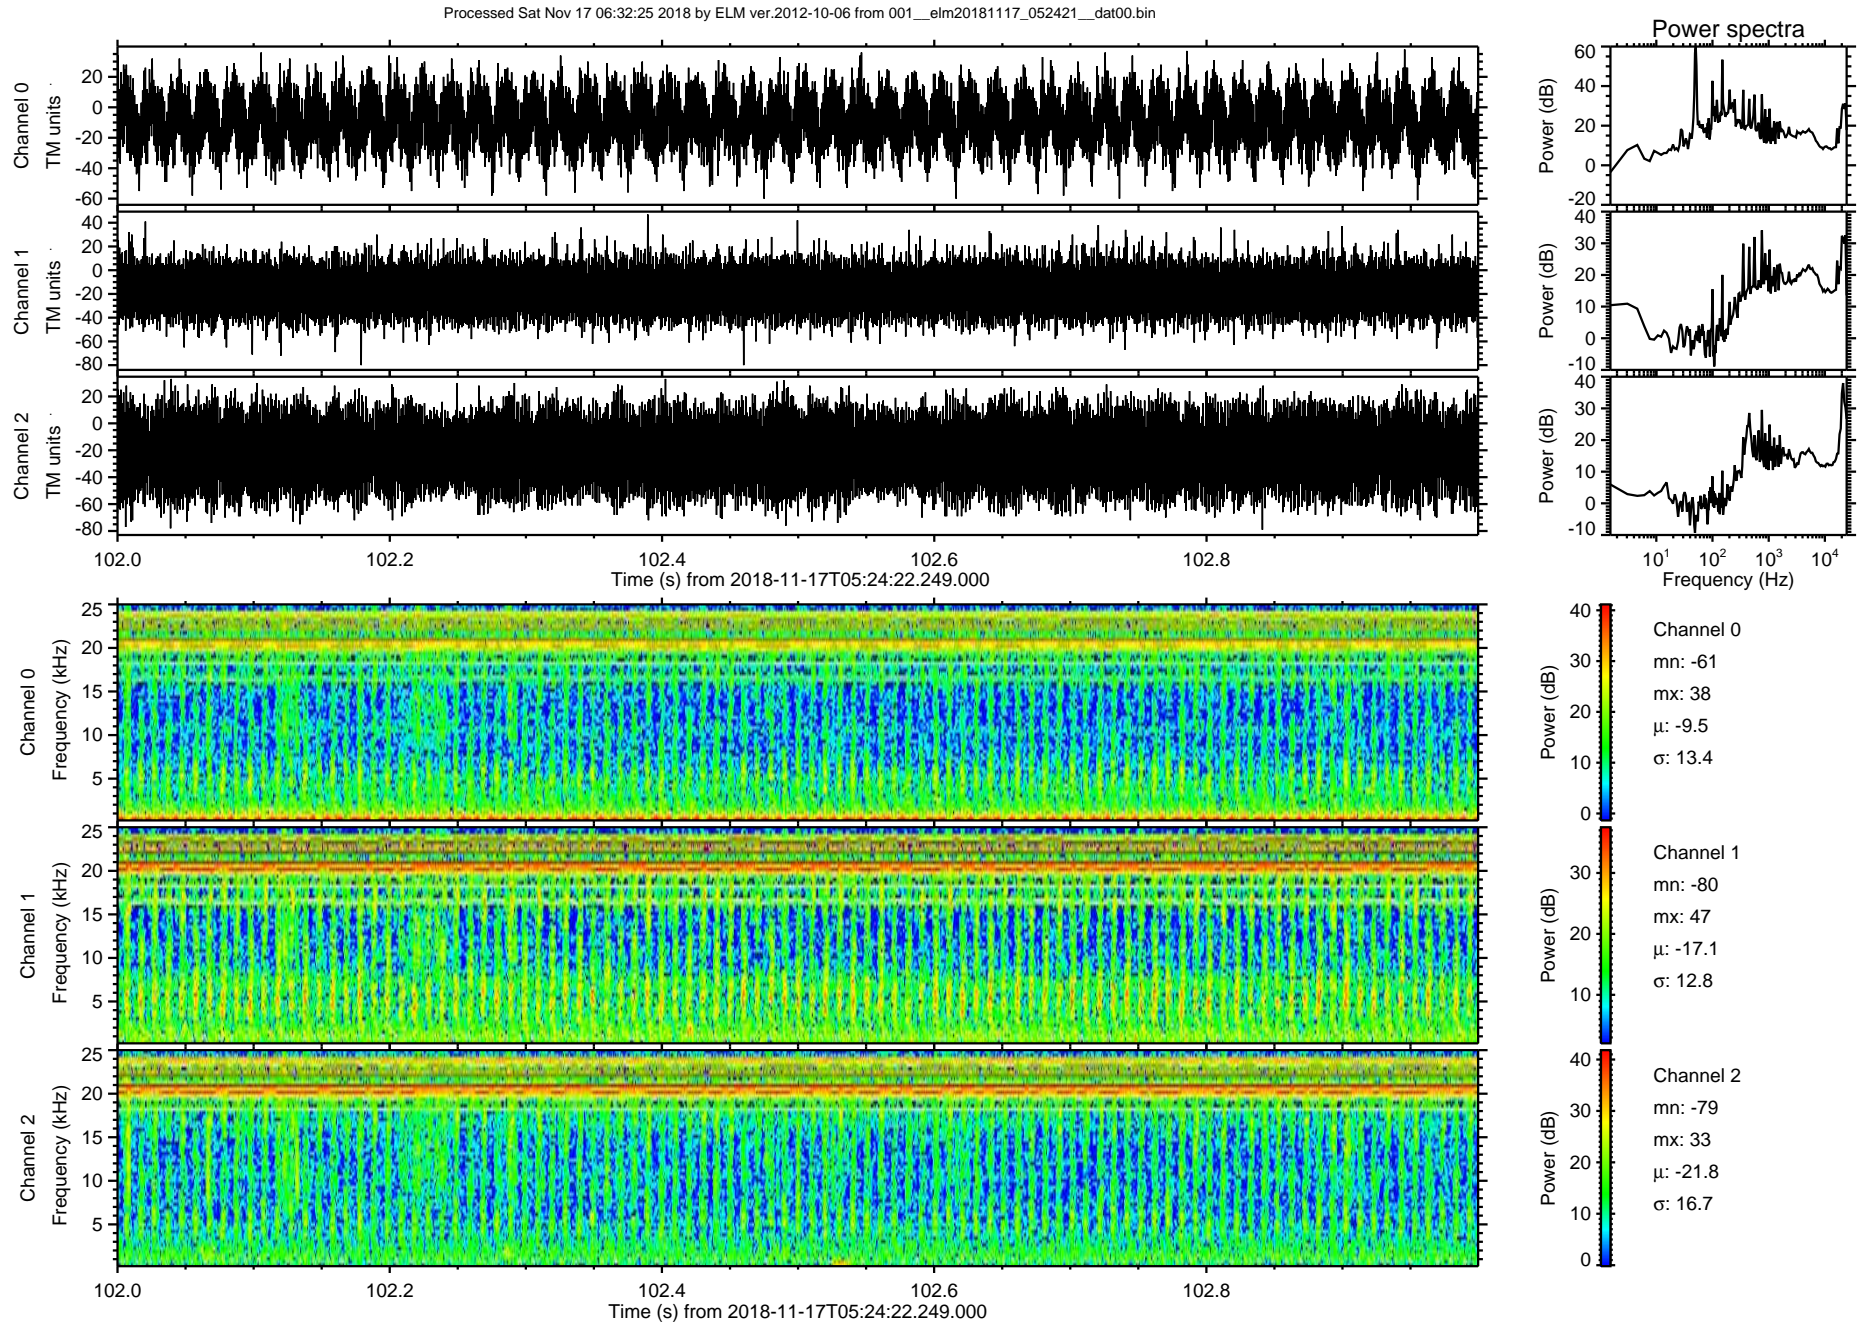 Processed Sat Nov 17 06:32:25 2018 by ELM ver.2012-10-06 from 001__elm20181117_052421__dat00.bin
Power spectra
Channel 0
TM units
20
0
-20
-40
-60
Power (dB)
60
40
20
0
-20
Channel 1
TM units
40
20
0
-20
-40
-60
-80
Power (dB)
40
30
20
10
0
-10
Channel 2
TM units
20
0
-20
-40
-60
-80
Power (dB)
40
30
20
10
0
-10
102.0 102.2 102.4 102.6 102.8
Time (s) from 2018-11-17T05:24:22.249.000
10¹ 10² 10³ 10⁴
Frequency (Hz)
Channel 0
Frequency (kHz)
25
20
15
10
5
Power (dB)
40
30
20
10
0
Channel 0
mn: -61
mx: 38
μ: -9.5
σ: 13.4
Channel 1
Frequency (kHz)
25
20
15
10
5
Power (dB)
30
20
10
Channel 1
mn: -80
mx: 47
μ: -17.1
σ: 12.8
Channel 2
Frequency (kHz)
25
20
15
10
5
Power (dB)
40
30
20
10
0
Channel 2
mn: -79
mx: 33
μ: -21.8
σ: 16.7
102.0 102.2 102.4 102.6 102.8
Time (s) from 2018-11-17T05:24:22.249.000